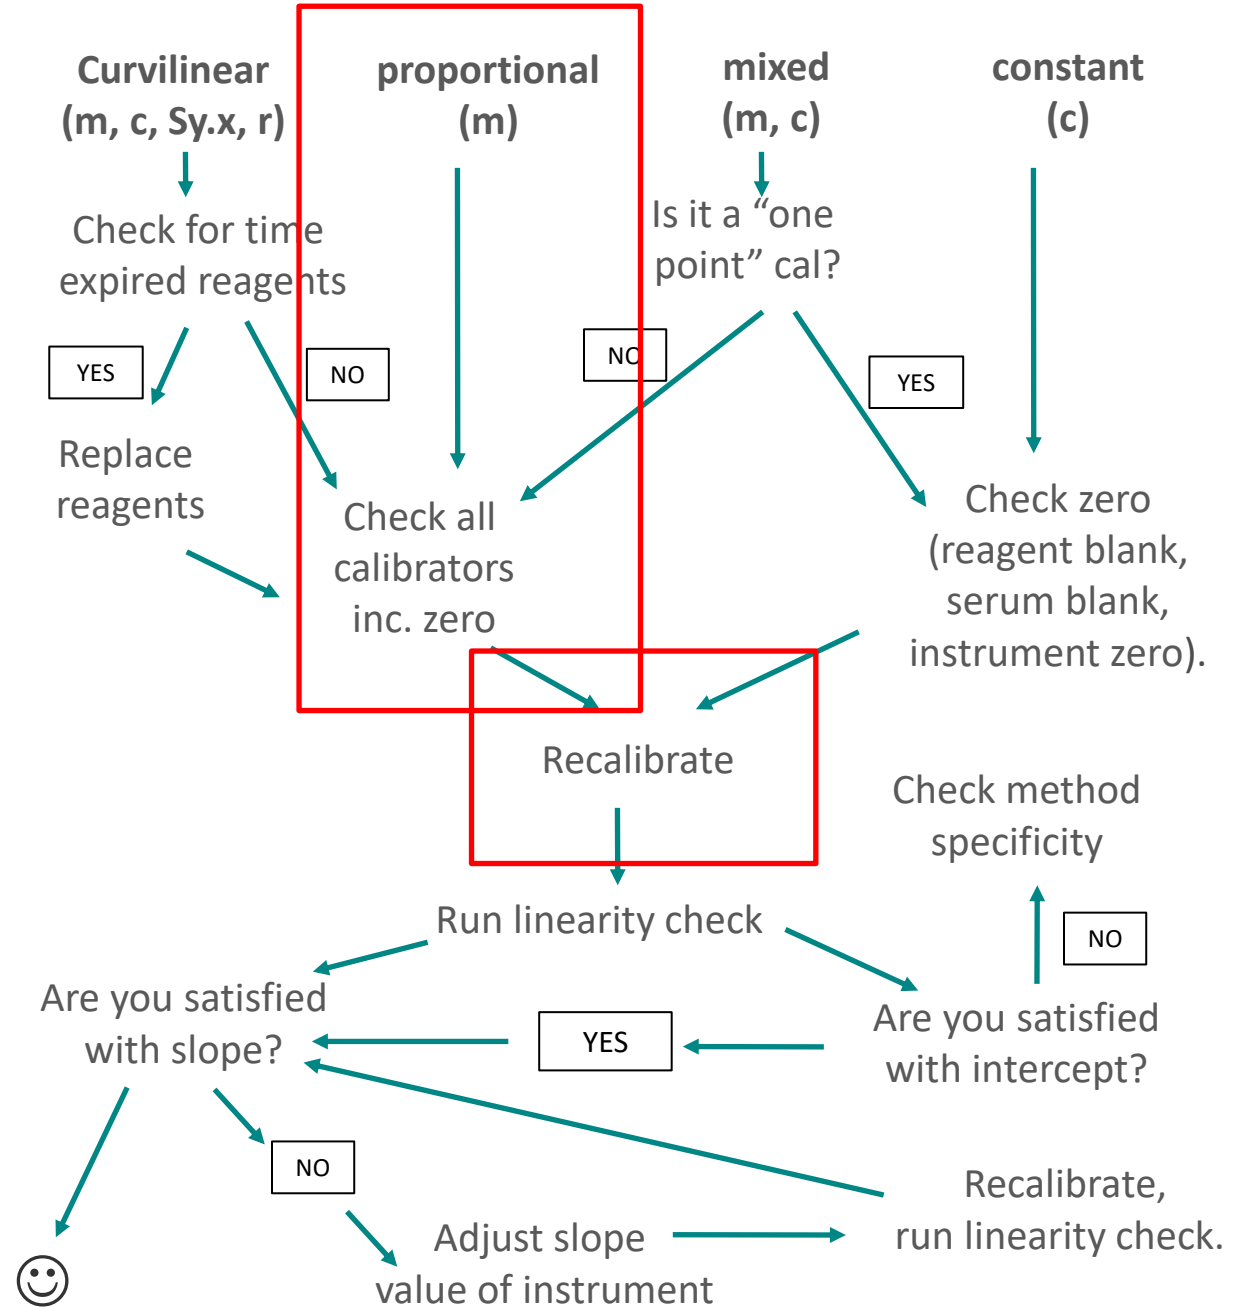 Curvilinear
(m, c, Sy.x, r)
proportional
(m)
mixed
(m, c)
constant
(c)
Check for time
expired reagents
Is it a “one
point” cal?
YES
NO
NO
YES
Replace
reagents
Check all
calibrators
inc. zero
Check zero
(reagent blank,
serum blank,
instrument zero).
Recalibrate
Check method
specificity
Run linearity check
NO
Are you satisfied
with slope?
YES
Are you satisfied
with intercept?
NO
Recalibrate,
run linearity check.
Adjust slope
value of instrument